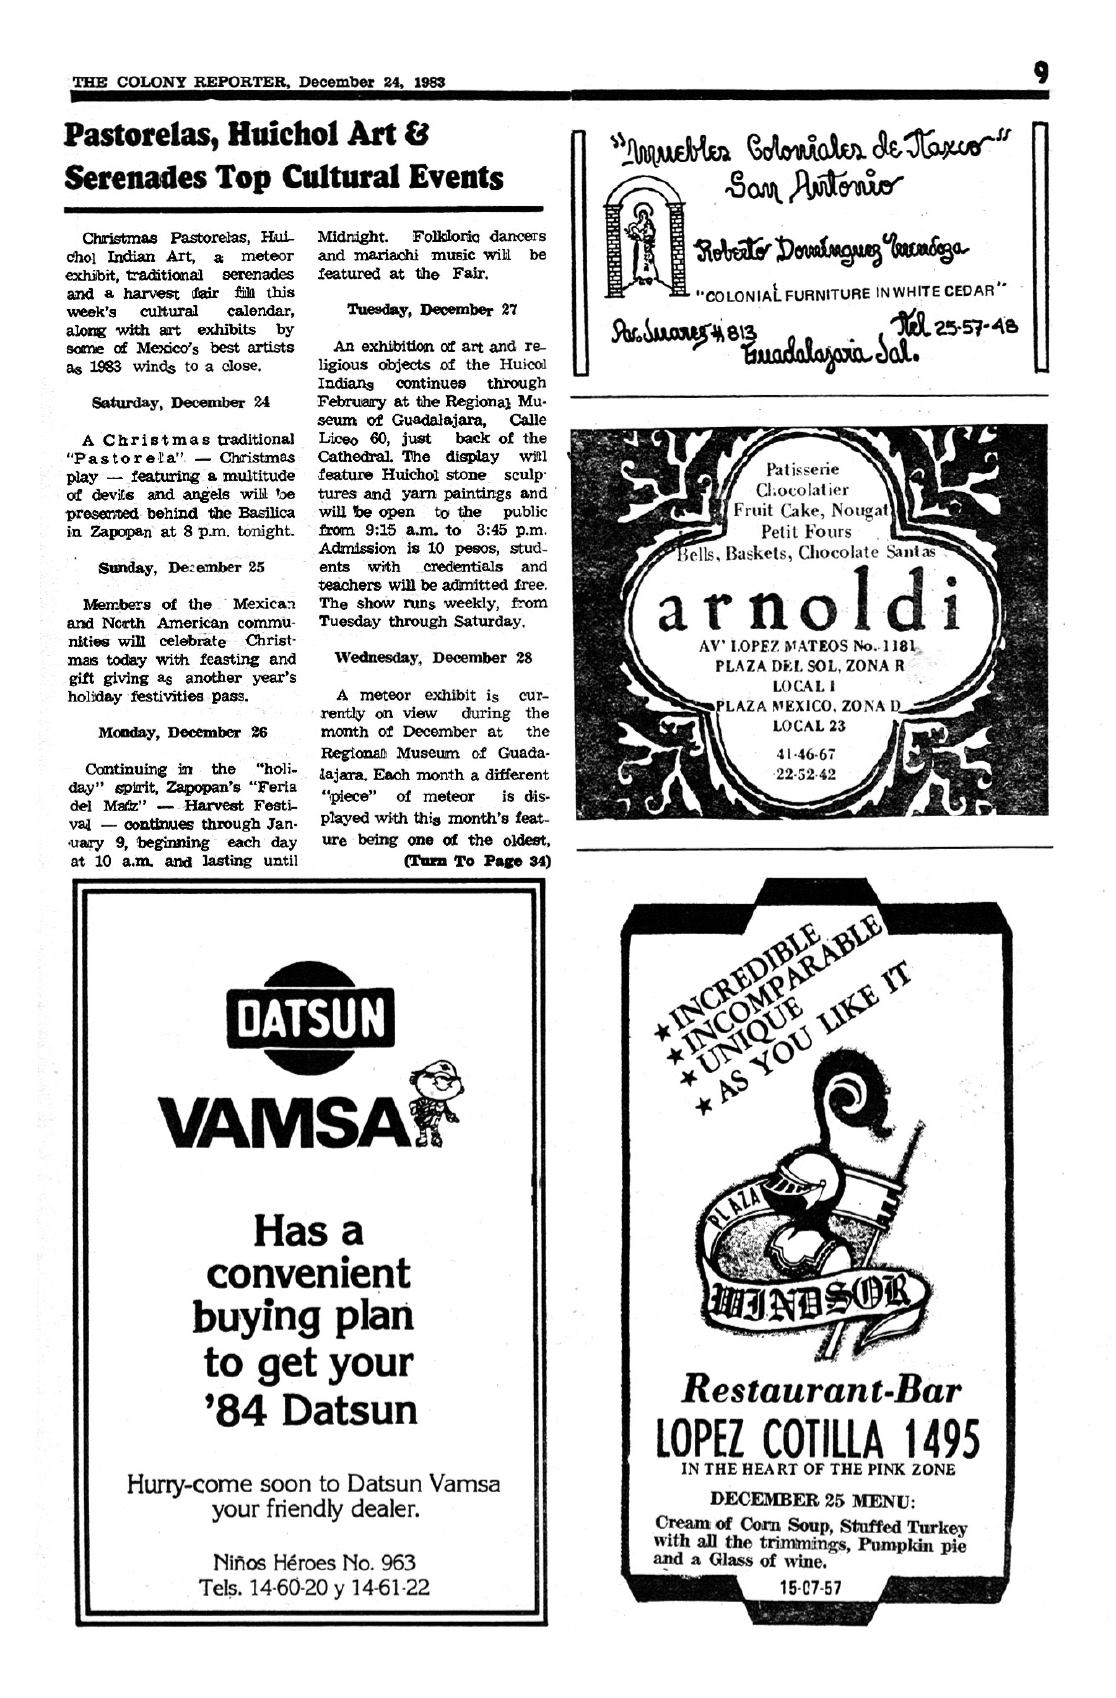 THE COLONY REPORTER, December 24, 1983
9
Pastorelas, Huichol Art &
Serenades Top Cultural Events
Christmas Pastorelas, Hui-
chol Indian Art, a meteor
exhibit, traditional serenades
and a harvest fair fill this
week's cultural calendar,
along with art exhibits by
some of Mexico's best artists
as 1983 winds to a close.
Saturday, December 24
A Christmas traditional
"Pastorela" — Christmas
play — featuring a multitude
of devils and angels will be
presented behind the Basilica
in Zapopan at 8 p.m. tonight.
Sunday, December 25
Members of the Mexican
and North American commu-
nities will celebrate Christ-
mas today with feasting and
gift giving as another year's
holiday festivities pass.
Monday, December 26
Continuing in the "holi-
day" spirit, Zapopan's "Feria
del Maíz" — Harvest Festi-
val — continues through Jan-
uary 9, beginning each day
at 10 a.m. and lasting until
Midnight. Folkloric dancers
and mariachi music will be
featured at the Fair.
Tuesday, December 27
An exhibition of art and re-
ligious objects of the Huicol
Indians continues through
February at the Regional Mu-
seum of Guadalajara, Calle
Liceo 60, just back of the
Cathedral. The display will
feature Huichol stone sculp-
tures and yarn paintings and
will be open to the public
from 9:15 a.m. to 3:45 p.m.
Admission is 10 pesos, stud-
ents with credentials and
teachers will be admitted free.
The show runs weekly, from
Tuesday through Saturday.
Wednesday, December 28
A meteor exhibit is cur-
rently on view during the
month of December at the
Regional Museum of Guada-
lajara. Each month a different
"piece" of meteor is dis-
played with this month's feat-
ure being one of the oldest,
(Turn To Page 34)
"Muebles Coloniales de Tlaxco"
San Antonio
Roberto Domínguez Mendoza
"COLONIAL FURNITURE IN WHITE CEDAR"
Av. Juarez # 813
Tel 25-57-48
Guadalajara Jal.
Patisserie
Chocolatier
Fruit Cake, Nougat
Petit Fours
Bells, Baskets, Chocolate Santas
arnoldi
AV' LOPEZ MATEOS No. 1181
PLAZA DEL SOL, ZONA R
LOCAL 1
PLAZA MEXICO, ZONA D
LOCAL 23
41-46-67
22-52-42
DATSUN
VAMSA
Has a
convenient
buying plan
to get your
'84 Datsun
Hurry-come soon to Datsun Vamsa
your friendly dealer.
Niños Héroes No. 963
Tels. 14-60-20 y 14-61-22
★ INCREDIBLE
★ INCOMPARABLE
★ UNIQUE
★ AS YOU LIKE IT
PLAZA
WINDSOR
Restaurant-Bar
LOPEZ COTILLA 1495
IN THE HEART OF THE PINK ZONE
DECEMBER 25 MENU:
Cream of Corn Soup, Stuffed Turkey
with all the trimmings, Pumpkin pie
and a Glass of wine.
15-07-57